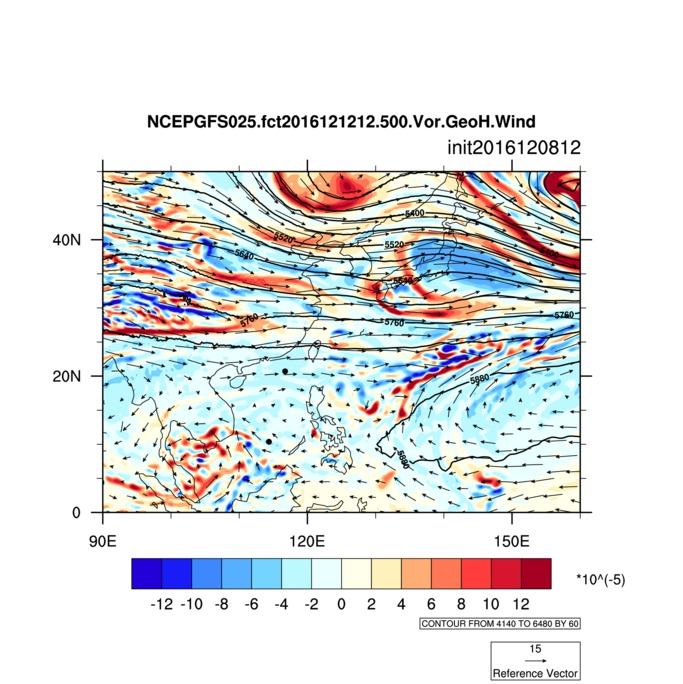 NCEPGFS025.fct2016121212.500.Vor.GeoH.Wind
init2016120812
5400
5520
5520
5640
5640
5760
5760
5760
5880
5880
40N
20N
0
90E
120E
150E
-12 -10 -8 -6 -4 -2 0 2 4 6 8 10 12
*10^(-5)
CONTOUR FROM 4140 TO 6480 BY 60
15
Reference Vector